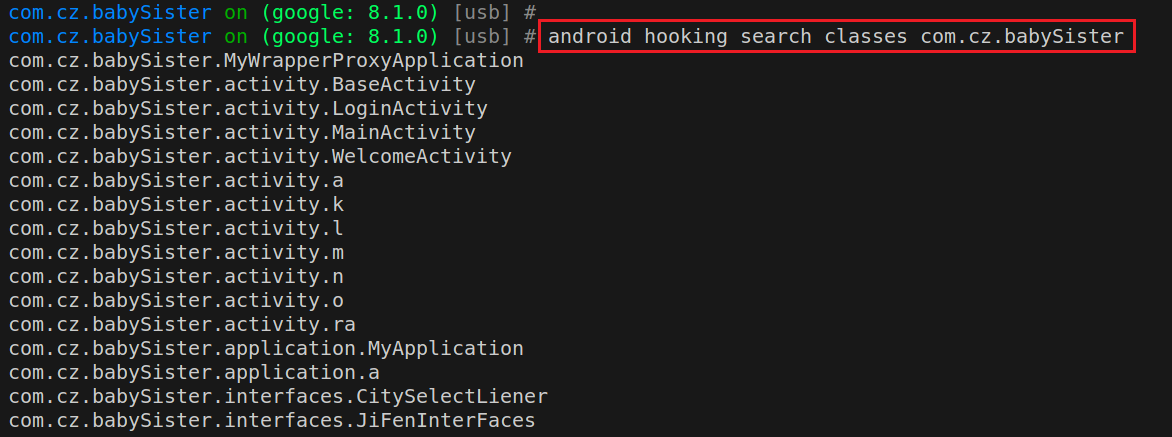 com.cz.babySister on (google: 8.1.0) [usb] #
com.cz.babySister on (google: 8.1.0) [usb] # android hooking search classes com.cz.babySister
com.cz.babySister.MyWrapperProxyApplication
com.cz.babySister.activity.BaseActivity
com.cz.babySister.activity.LoginActivity
com.cz.babySister.activity.MainActivity
com.cz.babySister.activity.WelcomeActivity
com.cz.babySister.activity.a
com.cz.babySister.activity.k
com.cz.babySister.activity.l
com.cz.babySister.activity.m
com.cz.babySister.activity.n
com.cz.babySister.activity.o
com.cz.babySister.activity.ra
com.cz.babySister.application.MyApplication
com.cz.babySister.application.a
com.cz.babySister.interfaces.CitySelectLiener
com.cz.babySister.interfaces.JiFenInterFaces